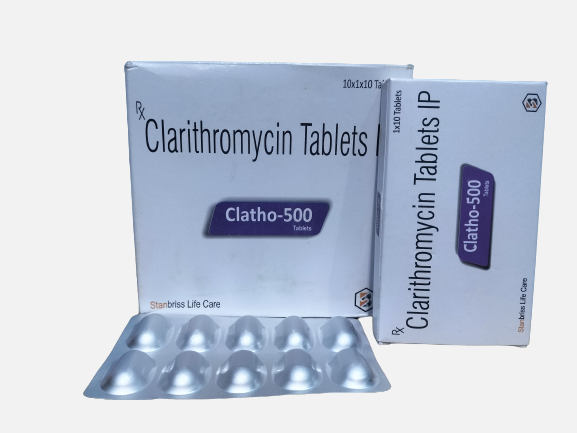 10x1x10
Rx
Clarithromycin Tablets
Clatho-500
Tablets
Stanbriss Life Care
1x10 Tablets
Rx
Clarithromycin Tablets IP
Clatho-500
Tablets
Stanbriss Life Care